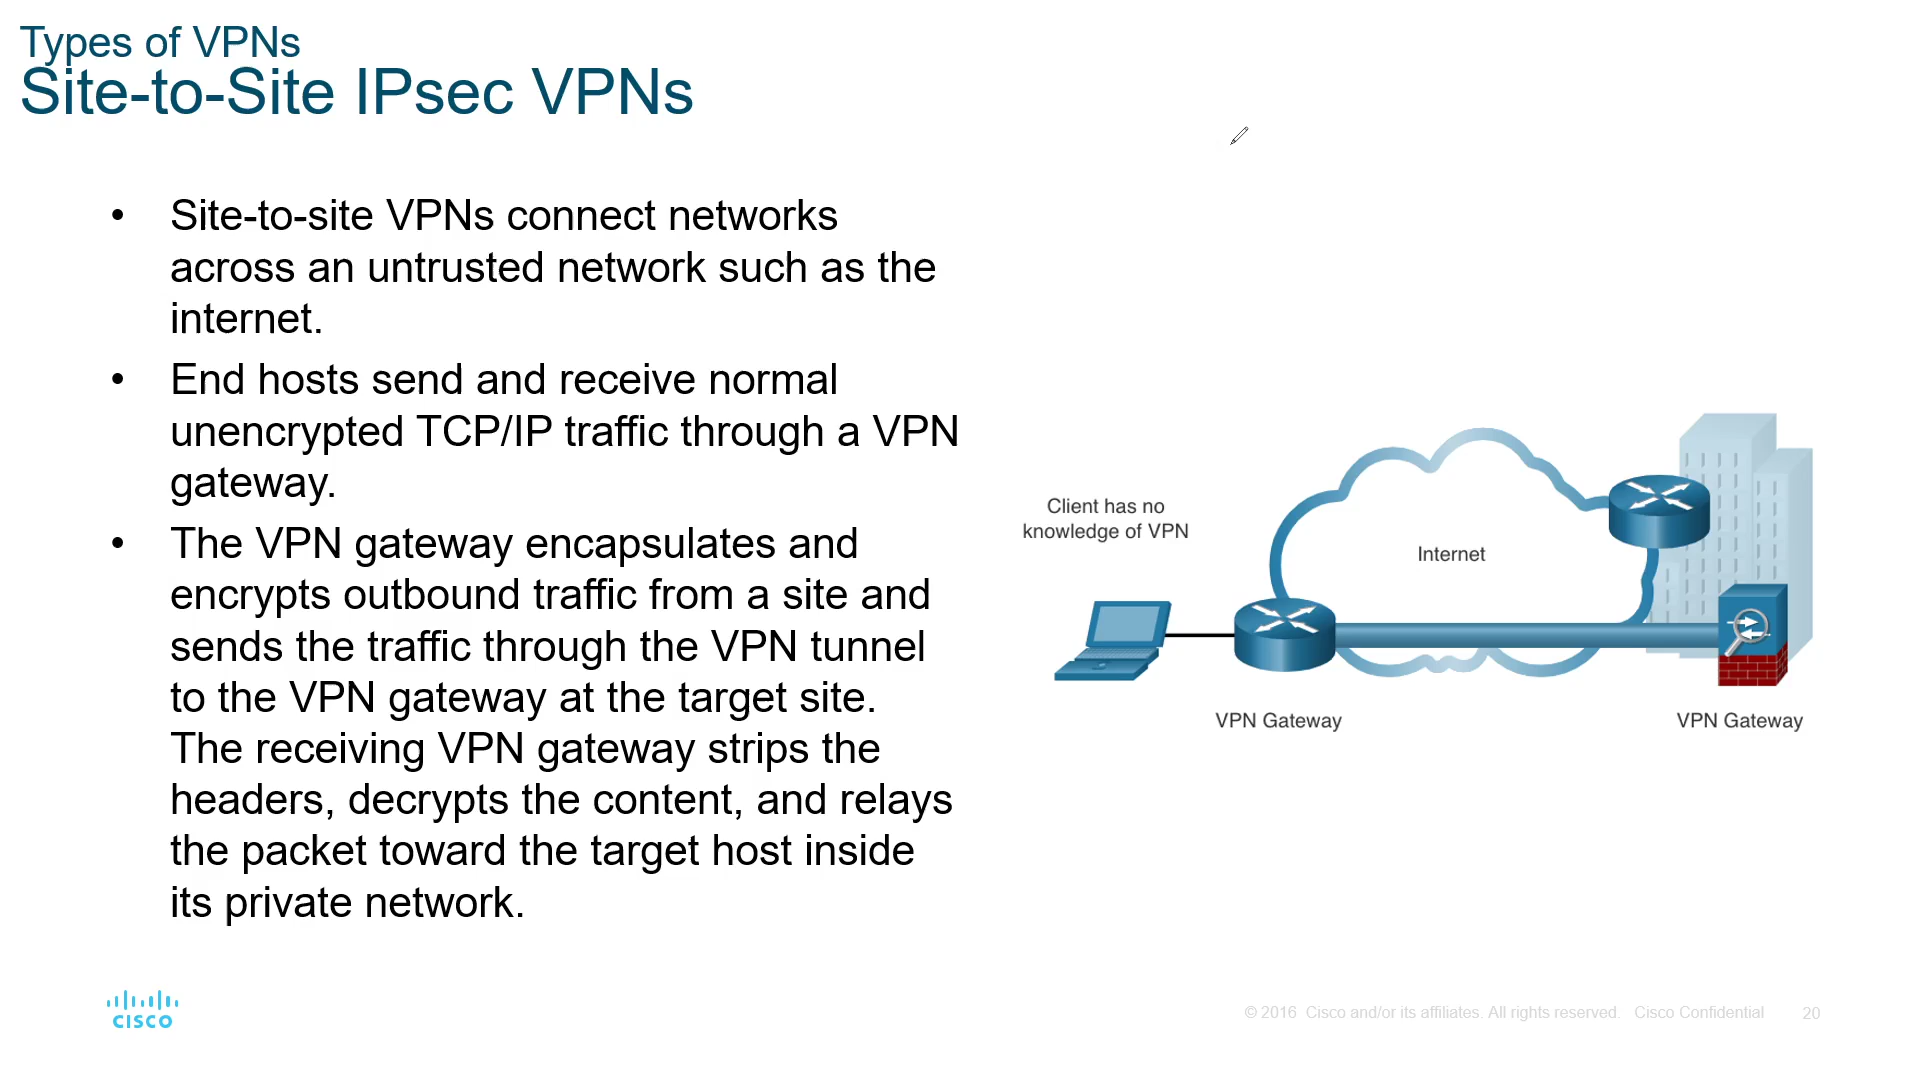 Types of VPNs
Site-to-Site IPsec VPNs
• Site-to-site VPNs connect networks
across an untrusted network such as the
internet.
• End hosts send and receive normal
unencrypted TCP/IP traffic through a VPN
gateway.
• The VPN gateway encapsulates and
encrypts outbound traffic from a site and
sends the traffic through the VPN tunnel
to the VPN gateway at the target site.
The receiving VPN gateway strips the
headers, decrypts the content, and relays
the packet toward the target host inside
its private network.
Client has no
knowledge of VPN
Internet
VPN Gateway
VPN Gateway
CISCO
© 2016 Cisco and/or its affiliates. All rights reserved. Cisco Confidential
20